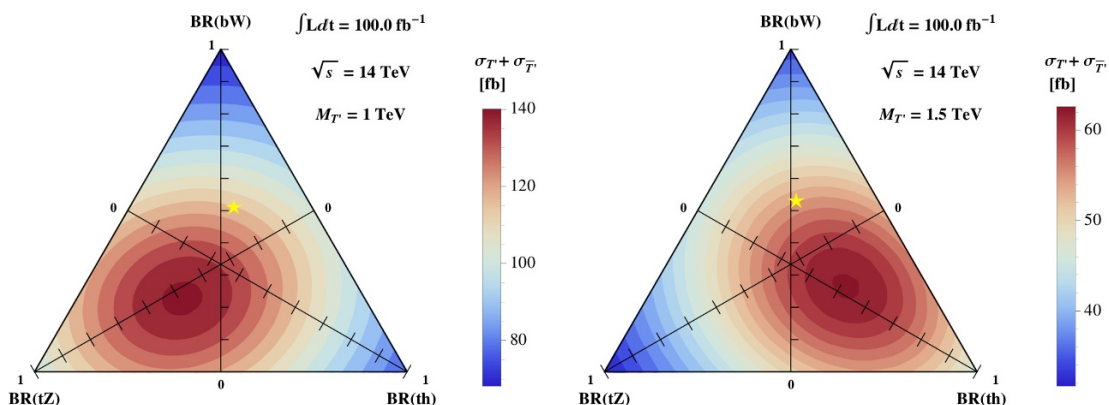 BR(bW)
∫Ldt = 100.0 fb⁻¹
1
√s = 14 TeV
σ_T' + σ_T̅'
[fb]
M_T' = 1 TeV
140
120
100
80
0
0
1
0
1
BR(tZ)
BR(th)
BR(bW)
∫Ldt = 100.0 fb⁻¹
1
√s = 14 TeV
σ_T' + σ_T̅'
[fb]
M_T' = 1.5 TeV
60
50
40
0
0
1
0
1
BR(tZ)
BR(th)